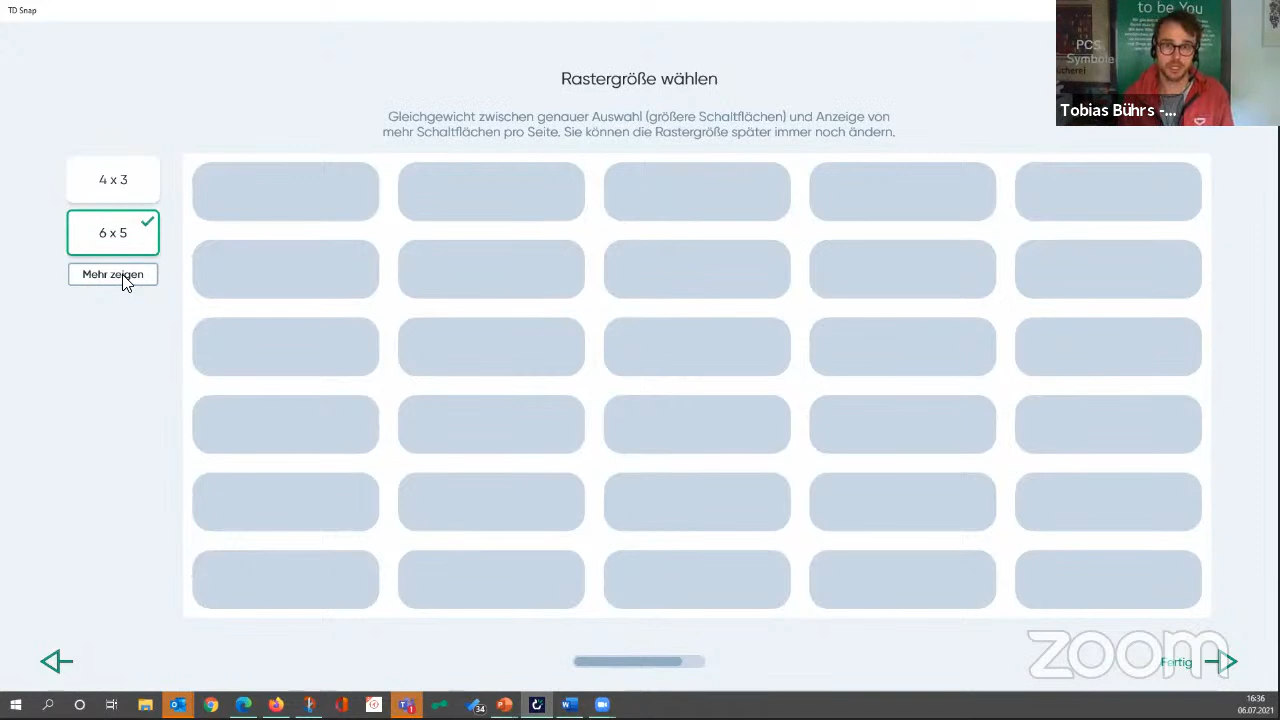 TD Snap
to be You
PCS
Symbole
Tobias Bührs -...
Rastergröße wählen
Gleichgewicht zwischen genauer Auswahl (größere Schaltflächen) und Anzeige von
mehr Schaltflächen pro Seite. Sie können die Rastergröße später immer noch ändern.
4 x 3
6 x 5
Mehr zeigen
zoom
Fertig
34
1
16:36
06.07.2021